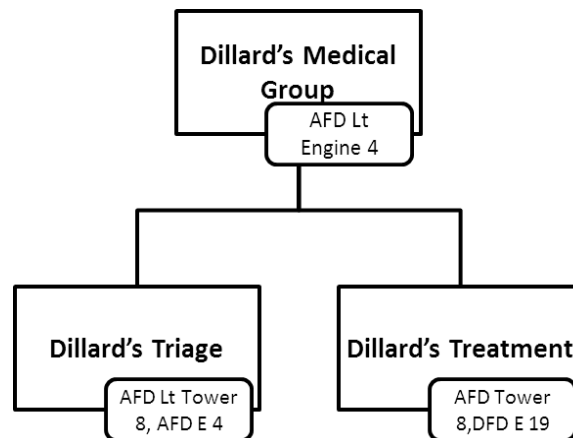 Dillard's Medical
Group
AFD Lt
Engine 4
Dillard's Triage
AFD Lt Tower
8, AFD E 4
Dillard's Treatment
AFD Tower
8,DFD E 19